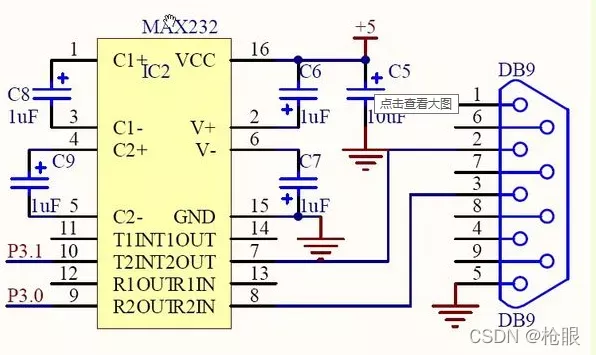 MAX232
IC2
+5
DB9
1
C1+
VCC
16
C8
1uF
C6
1uF
C5
10uF
点击查看大图
3
C1-
V+
2
4
C2+
V-
6
C9
1uF
C7
1uF
5
C2-
GND
15
11
T1IN
T1OUT
14
P3.1
10
T2IN
T2OUT
7
12
R1OUT
R1IN
13
P3.0
9
R2OUT
R2IN
8
1
6
2
7
3
8
4
9
5
DB9
CSDN @枪眼